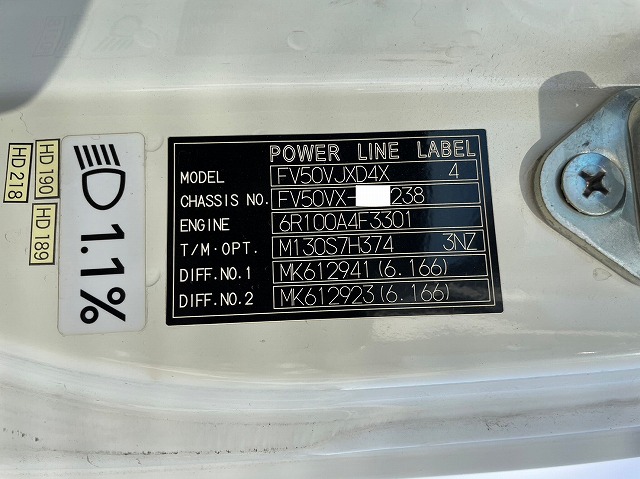 POWER LINE LABEL
MODEL FV50VJXD4X 4
CHASSIS NO. FV50VX- 238
ENGINE 6R100A4F3301
T/M·OPT. M130S7H374 3NZ
DIFF.NO.1 MK612941(6.166)
DIFF.NO.2 MK612923(6.166)
1.1%
HD 190
HD 218
HD 189